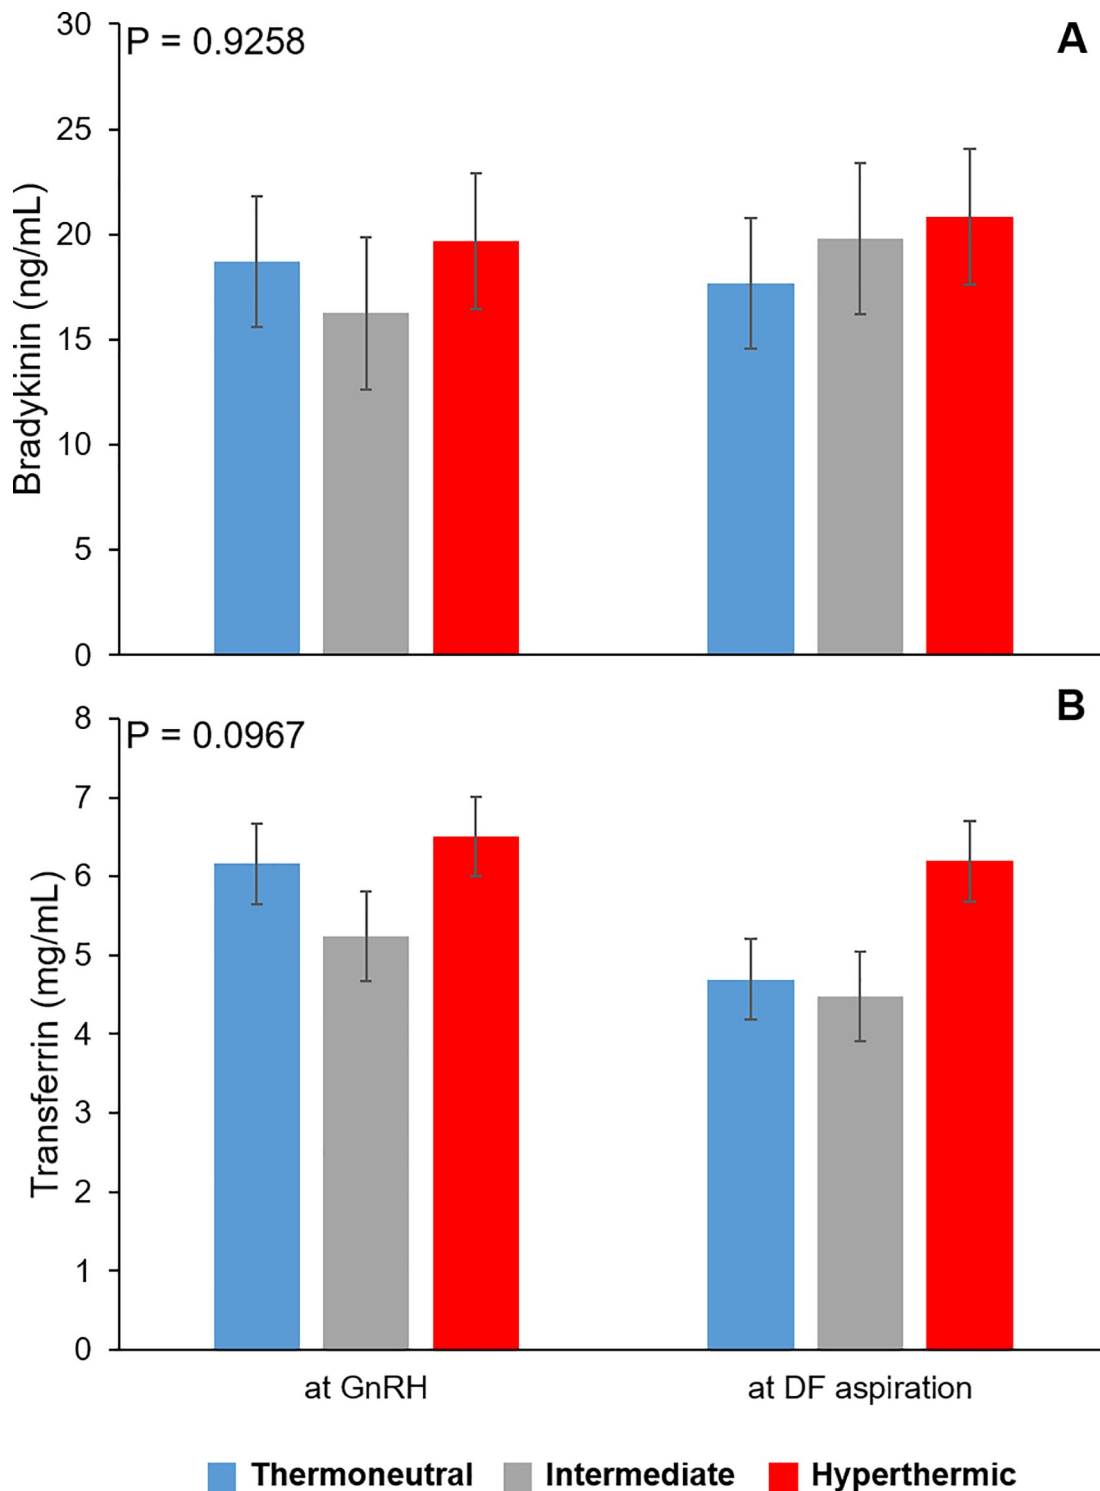 A
P = 0.9258
30
25
20
15
10
5
0
Bradykinin (ng/mL)
B
P = 0.0967
8
7
6
5
4
3
2
1
0
Transferrin (mg/mL)
at GnRH at DF aspiration
Thermoneutral Intermediate Hyperthermic